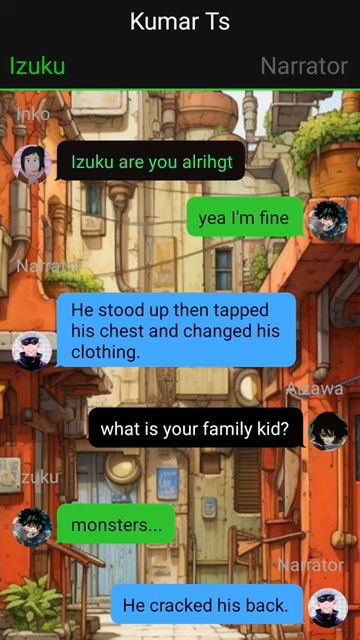 Kumar Ts
Izuku Narrator
Inko
Izuku are you alrihgt
yea I'm fine
Narrator
He stood up then tapped
his chest and changed his
clothing.
Aizawa
what is your family kid?
Izuku
monsters...
Narrator
He cracked his back.